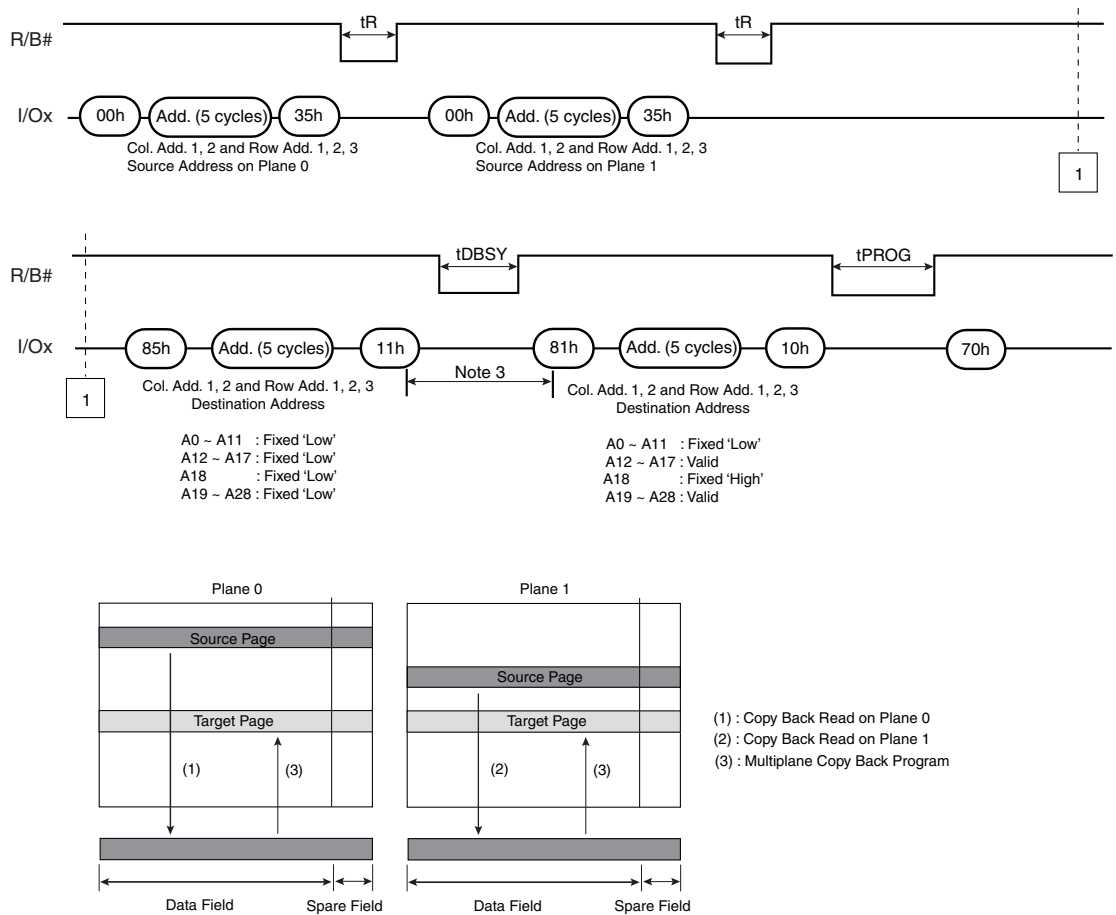 tR
tR
R/B#
I/Ox
00h
Add. (5 cycles)
35h
00h
Add. (5 cycles)
35h
Col. Add. 1, 2 and Row Add. 1, 2, 3
Source Address on Plane 0
Col. Add. 1, 2 and Row Add. 1, 2, 3
Source Address on Plane 1
1
tDBSY
tPROG
R/B#
I/Ox
85h
Add. (5 cycles)
11h
81h
Add. (5 cycles)
10h
70h
Note 3
1
Col. Add. 1, 2 and Row Add. 1, 2, 3
Destination Address
Col. Add. 1, 2 and Row Add. 1, 2, 3
Destination Address
A0 ~ A11 : Fixed ‘Low’
A12 ~ A17 : Fixed ‘Low’
A18 : Fixed ‘Low’
A19 ~ A28 : Fixed ‘Low’
A0 ~ A11 : Fixed ‘Low’
A12 ~ A17 : Valid
A18 : Fixed ‘High’
A19 ~ A28 : Valid
Plane 0
Source Page
Target Page
(1)
(3)
Data Field
Spare Field
Plane 1
Source Page
Target Page
(2)
(3)
Data Field
Spare Field
(1) : Copy Back Read on Plane 0
(2) : Copy Back Read on Plane 1
(3) : Multiplane Copy Back Program